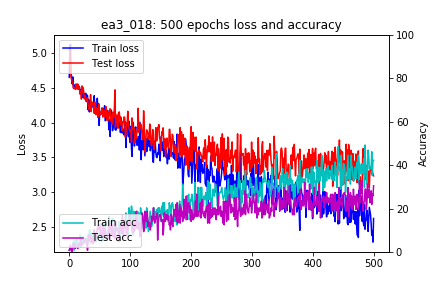 ea3_018: 500 epochs loss and accuracy
Train loss
Test loss
Train acc
Test acc
Loss
5.0
4.5
4.0
3.5
3.0
2.5
Accuracy
100
80
60
40
20
0
0 100 200 300 400 500